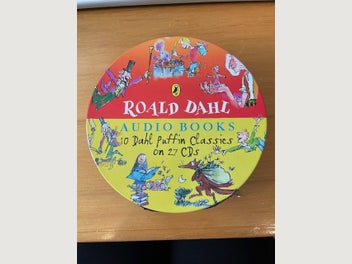 ROALD DAHL
AUDIO BOOKS
10 Dahl Puffin Classics
on 27 CDs